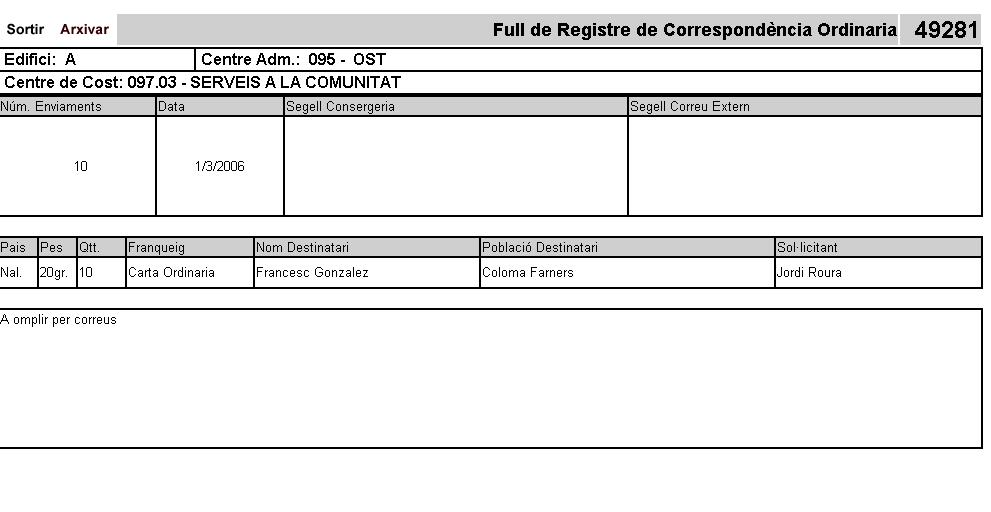 Sortir Arxivar Full de Registre de Correspondència Ordinaria 49281
Edifici: A Centre Adm.: 095 - OST
Centre de Cost: 097.03 - SERVEIS A LA COMUNITAT
Núm. Enviaments Data Segell Consergeria Segell Correu Extern
10 1/3/2006
Pais Pes Qtt. Franqueig Nom Destinatari Població Destinatari Sol·licitant
Nal. 20gr. 10 Carta Ordinaria Francesc Gonzalez Coloma Farners Jordi Roura
A omplir per correus